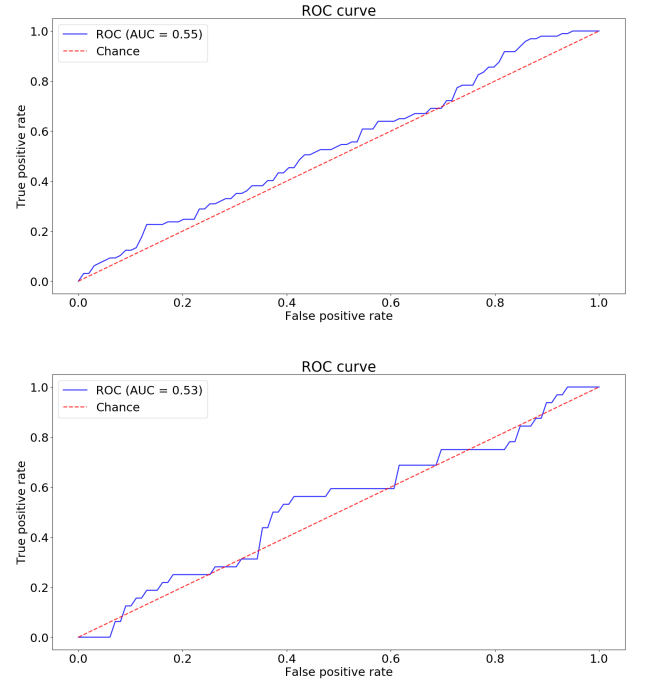 ROC curve
ROC (AUC = 0.55)
Chance
True positive rate
1.0
0.8
0.6
0.4
0.2
0.0
0.0 0.2 0.4 0.6 0.8 1.0
False positive rate
ROC curve
ROC (AUC = 0.53)
Chance
True positive rate
1.0
0.8
0.6
0.4
0.2
0.0
0.0 0.2 0.4 0.6 0.8 1.0
False positive rate